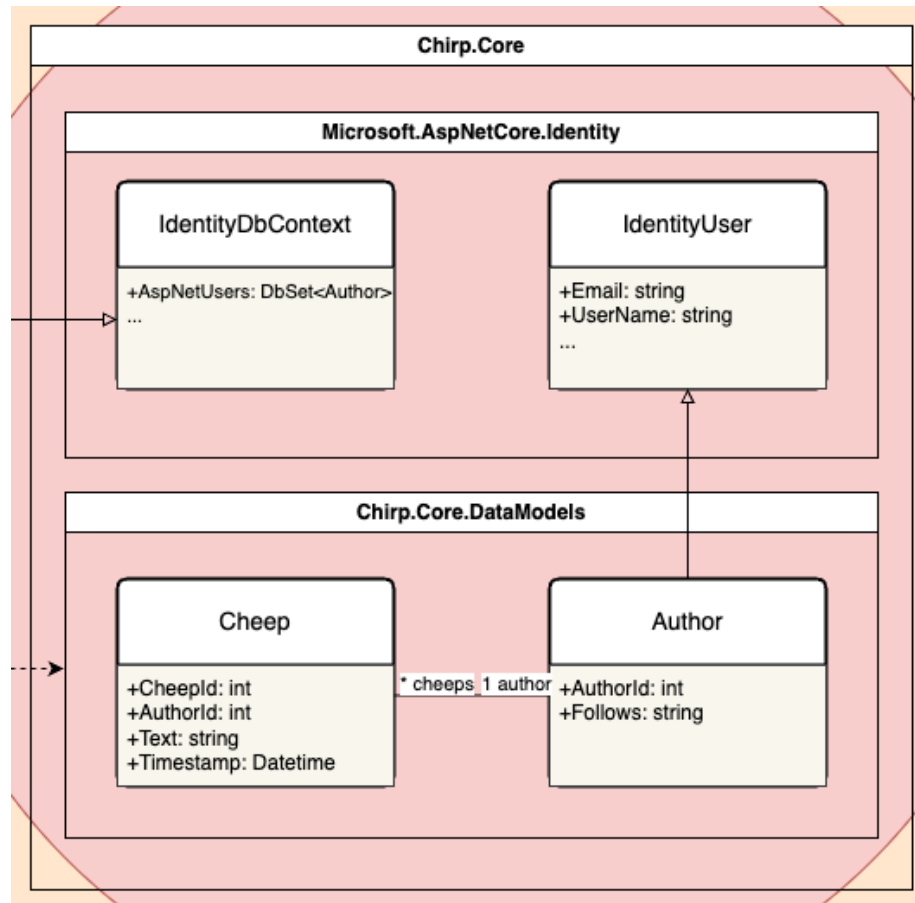 Chirp.Core
Microsoft.AspNetCore.Identity
IdentityDbContext
+AspNetUsers: DbSet<Author>
...
IdentityUser
+Email: string
+UserName: string
...
Chirp.Core.DataModels
Cheep
+CheepId: int
+AuthorId: int
+Text: string
+Timestamp: Datetime
* cheeps 1 author
Author
+AuthorId: int
+Follows: string